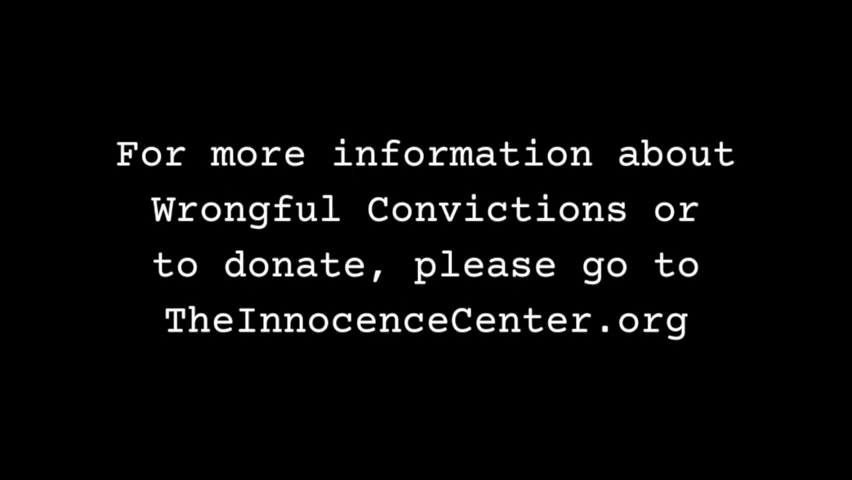 For more information about
Wrongful Convictions or
to donate, please go to
TheInnocenceCenter.org